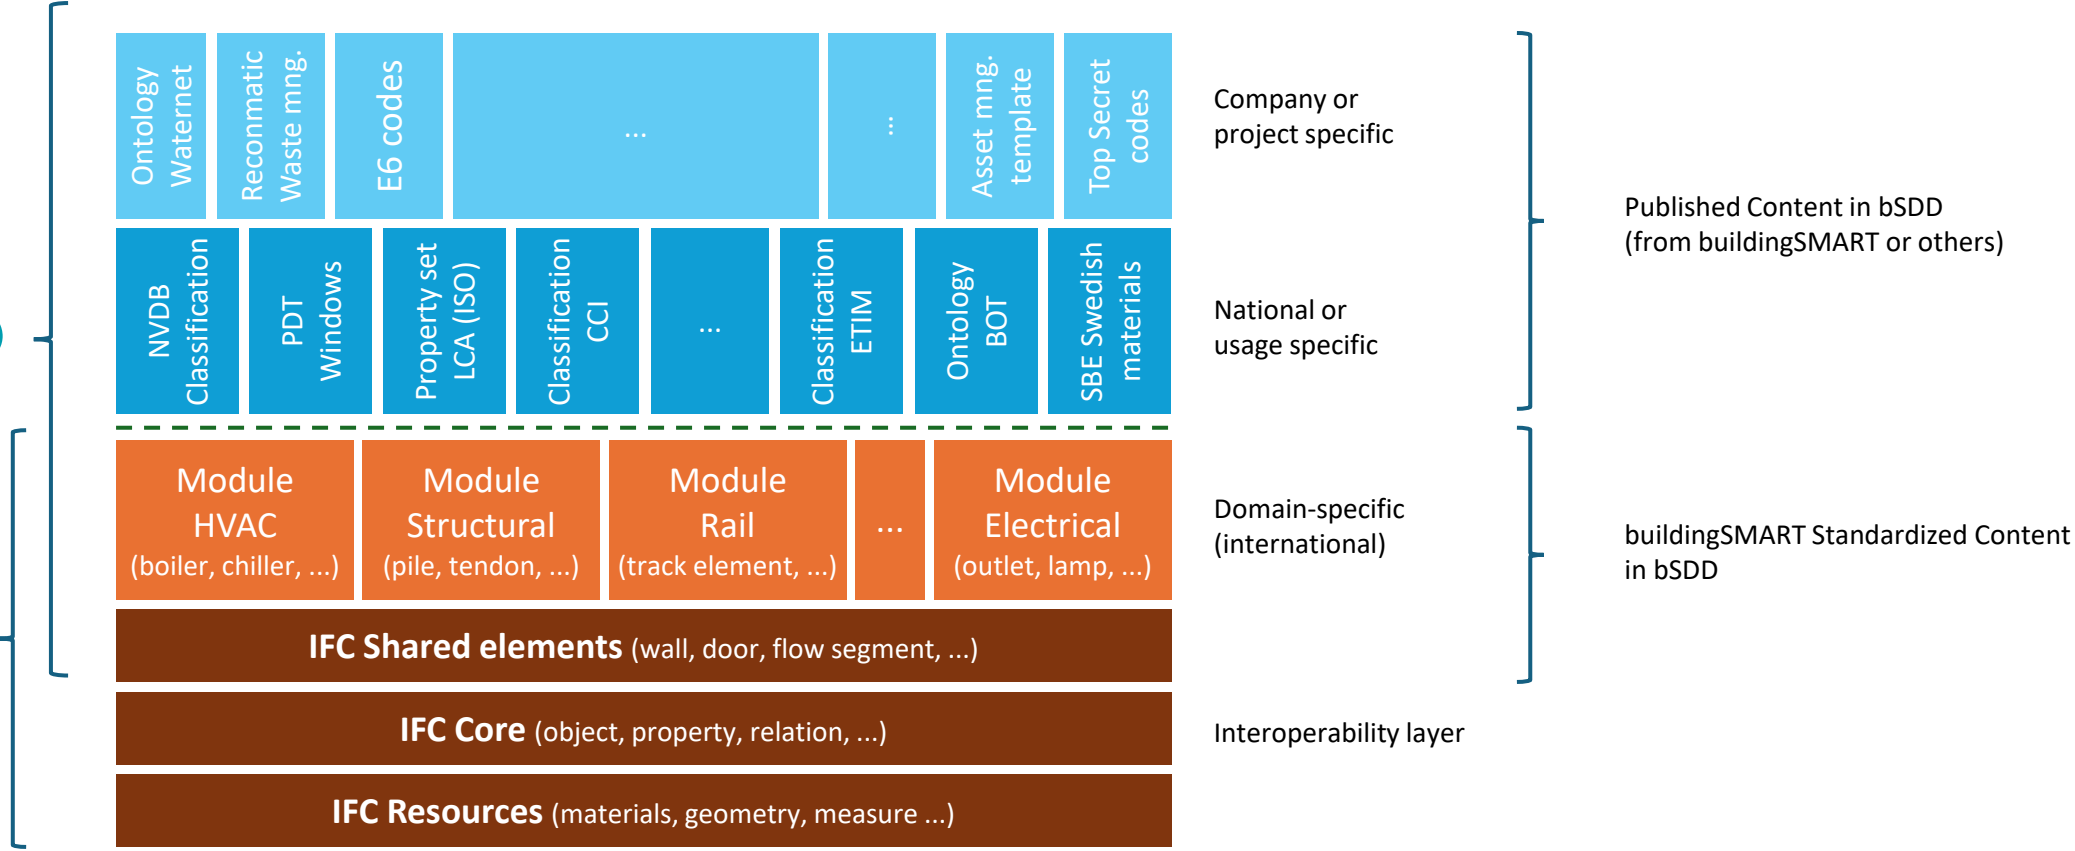 Ontology
Waternet
Reconmatic
Waste mng.
E6 codes
...
...
Asset mng.
template
Top Secret
codes
Company or
project specific
NVDB
Classification
PDT
Windows
Property set
LCA (ISO)
Classification
CCI
...
Classification
ETIM
Ontology
BOT
SBE Swedish
materials
National or
usage specific
Published Content in bSDD
(from buildingSMART or others)
Module
HVAC
(boiler, chiller, ...)
Module
Structural
(pile, tendon, ...)
Module
Rail
(track element, ...)
...
Module
Electrical
(outlet, lamp, ...)
Domain-specific
(international)
buildingSMART Standardized Content
in bSDD
IFC Shared elements (wall, door, flow segment, ...)
IFC Core (object, property, relation, ...)
Interoperability layer
IFC Resources (materials, geometry, measure ...)